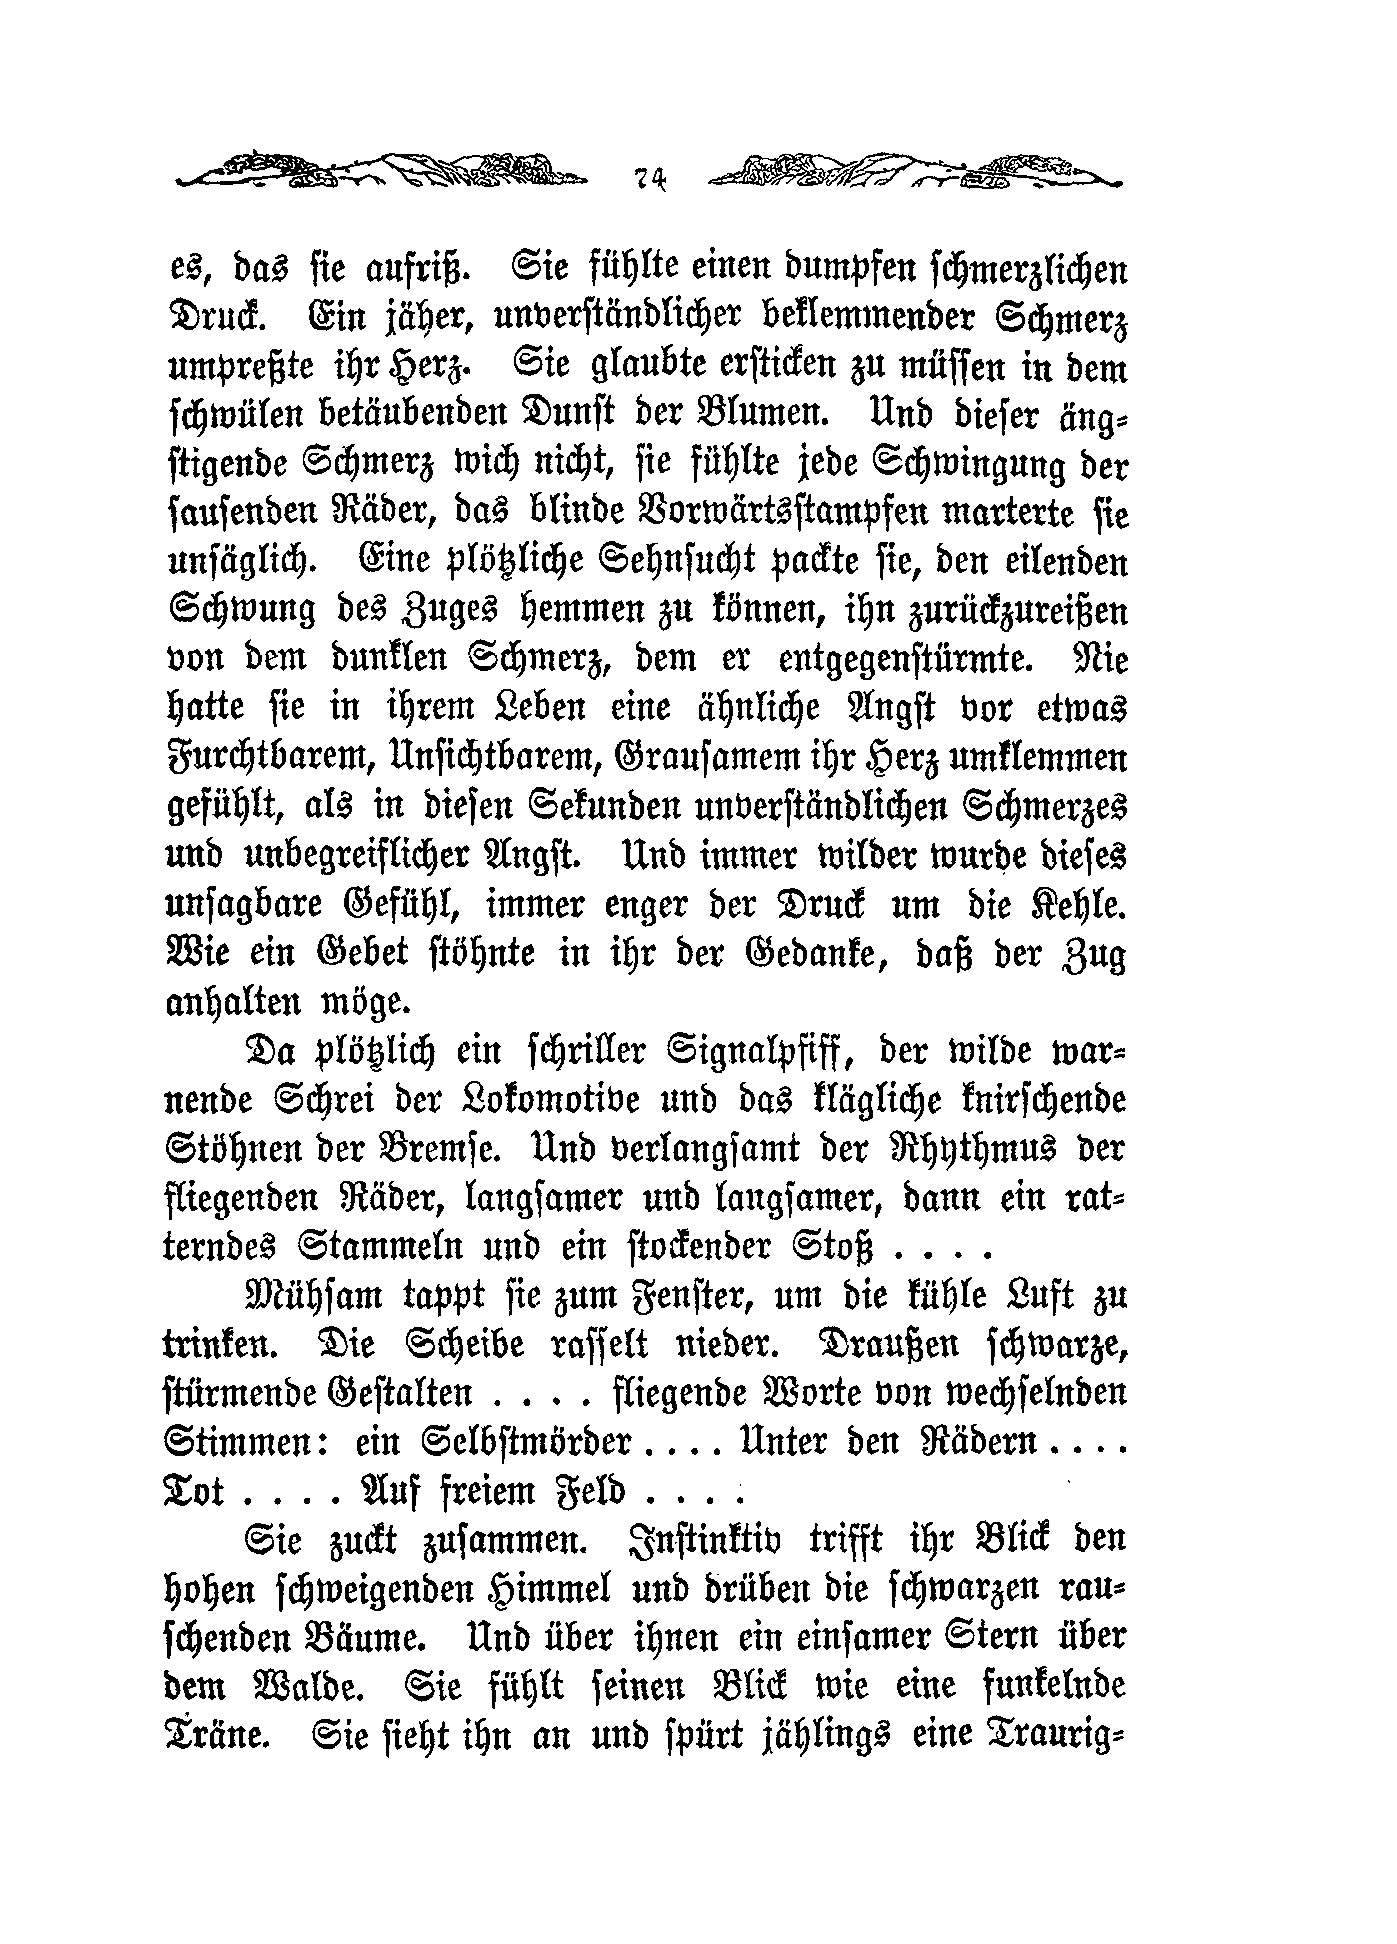 74
es, das sie aufriß. Sie fühlte einen dumpfen schmerzlichen
Druck. Ein jäher, unverständlicher beklemmender Schmerz
umpreßte ihr Herz. Sie glaubte ersticken zu müssen in dem
schwülen betäubenden Dunst der Blumen. Und dieser äng-
stigende Schmerz wich nicht, sie fühlte jede Schwingung der
sausenden Räder, das blinde Vorwärtsstampfen marterte sie
unsäglich. Eine plötzliche Sehnsucht packte sie, den eilenden
Schwung des Zuges hemmen zu können, ihn zurückzureißen
von dem dunklen Schmerz, dem er entgegenstürmte. Nie
hatte sie in ihrem Leben eine ähnliche Angst vor etwas
Furchtbarem, Unsichtbarem, Grausamem ihr Herz umklemmen
gefühlt, als in diesen Sekunden unverständlichen Schmerzes
und unbegreiflicher Angst. Und immer wilder wurde dieses
unsagbare Gefühl, immer enger der Druck um die Kehle.
Wie ein Gebet stöhnte in ihr der Gedanke, daß der Zug
anhalten möge.
Da plötzlich ein schriller Signalpfiff, der wilde war-
nende Schrei der Lokomotive und das klägliche knirschende
Stöhnen der Bremse. Und verlangsamt der Rhythmus der
fliegenden Räder, langsamer und langsamer, dann ein rat-
terndes Stammeln und ein stockender Stoß . . . .
Mühsam tappt sie zum Fenster, um die kühle Luft zu
trinken. Die Scheibe rasselt nieder. Draußen schwarze,
stürmende Gestalten . . . . fliegende Worte von wechselnden
Stimmen: ein Selbstmörder . . . . Unter den Rädern . . . .
Tot . . . . Auf freiem Feld . . . .
Sie zuckt zusammen. Instinktiv trifft ihr Blick den
hohen schweigenden Himmel und drüben die schwarzen rau-
schenden Bäume. Und über ihnen ein einsamer Stern über
dem Walde. Sie fühlt seinen Blick wie eine funkelnde
Träne. Sie sieht ihn an und spürt jählings eine Traurig-